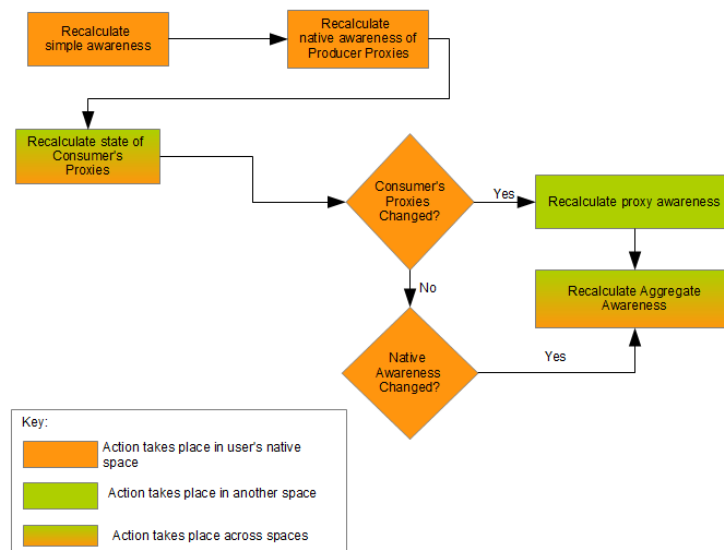 Recalculate
simple awareness
Recalculate
native awareness of
Producer Proxies
Recalculate state of
Consumer's
Proxies
Consumer's
Proxies
Changed?
Yes
Recalculate proxy awareness
No
Recalculate Aggregate
Awareness
Native
Awareness
Changed?
Yes
Key:
Action takes place in user's native
space
Action takes place in another space
Action takes place across spaces